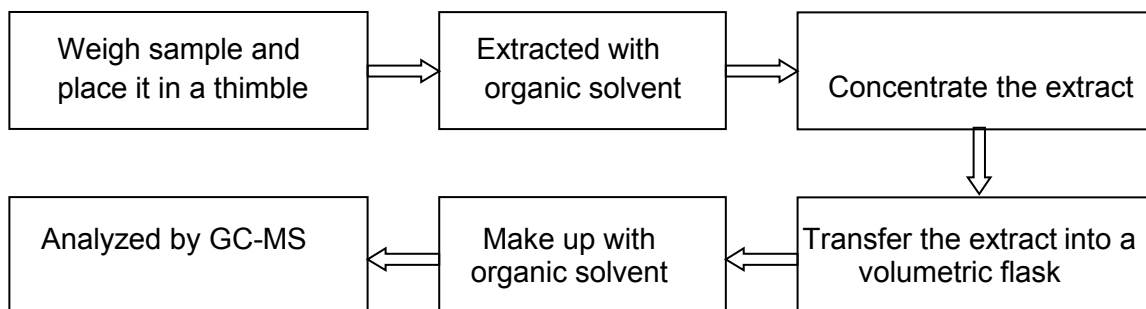 Weigh sample and
place it in a thimble
Extracted with
organic solvent
Concentrate the extract
Transfer the extract into a
volumetric flask
Make up with
organic solvent
Analyzed by GC-MS